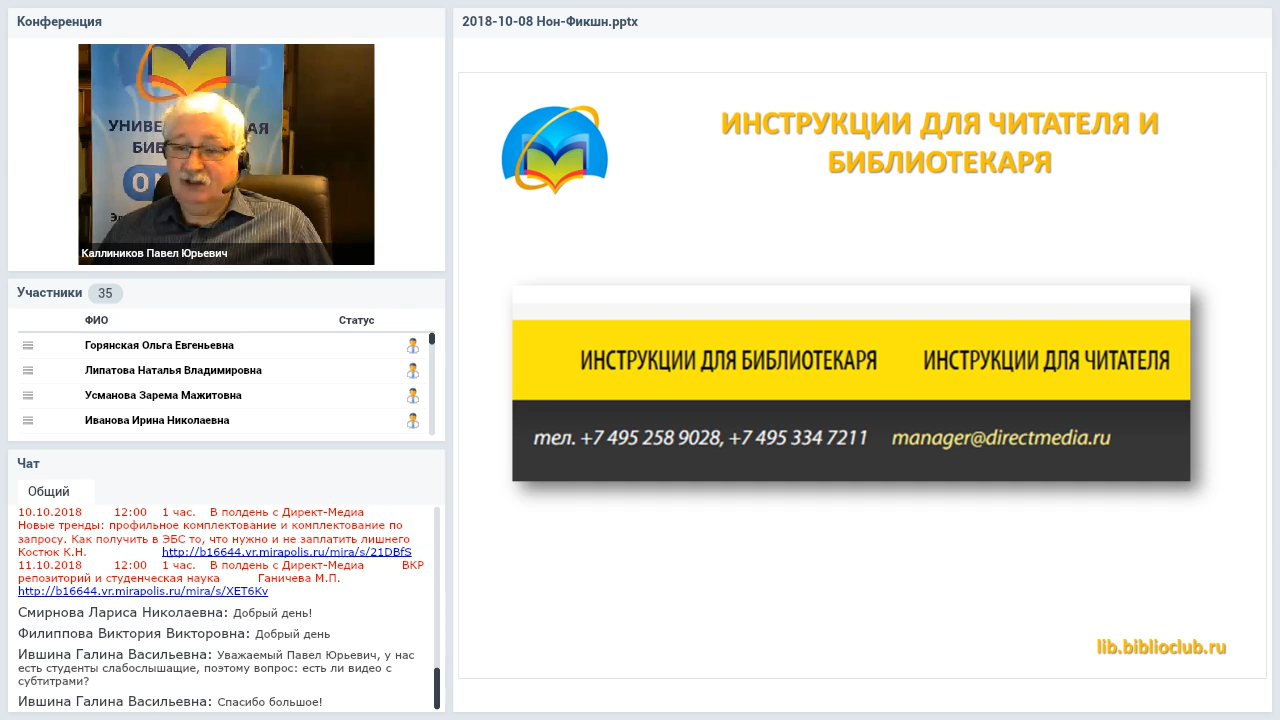 Конференция
УНИВЕ
АЯ
БИБ
Каллиников Павел Юрьевич
Участники 35
ФИО Статус
Горянская Ольга Евгеньевна
Липатова Наталья Владимировна
Усманова Зарема Мажитовна
Иванова Ирина Николаевна
Чат
Общий
10.10.2018 12:00 1 час. В полдень с Директ-Медиа
Новые тренды: профильное комплектование и комплектование по
запросу. Как получить в ЭБС то, что нужно и не заплатить лишнего
Костюк К.Н. http://b16644.vr.mirapolis.ru/mira/s/21DBfS
11.10.2018 12:00 1 час. В полдень с Директ-Медиа ВКР
репозиторий и студенческая наука Ганичева М.П.
http://b16644.vr.mirapolis.ru/mira/s/XET6Kv
Смирнова Лариса Николаевна: Добрый день!
Филиппова Виктория Викторовна: Добрый день
Ившина Галина Васильевна: Уважаемый Павел Юрьевич, у нас
есть студенты слабослышащие, поэтому вопрос: есть ли видео с
субтитрами?
Ившина Галина Васильевна: Спасибо большое!
2018-10-08 Нон-Фикшн.pptx
ИНСТРУКЦИИ ДЛЯ ЧИТАТЕЛЯ И
БИБЛИОТЕКАРЯ
ИНСТРУКЦИИ ДЛЯ БИБЛИОТЕКАРЯ ИНСТРУКЦИИ ДЛЯ ЧИТАТЕЛЯ
тел. +7 495 258 9028, +7 495 334 7211 manager@directmedia.ru
lib.biblioclub.ru